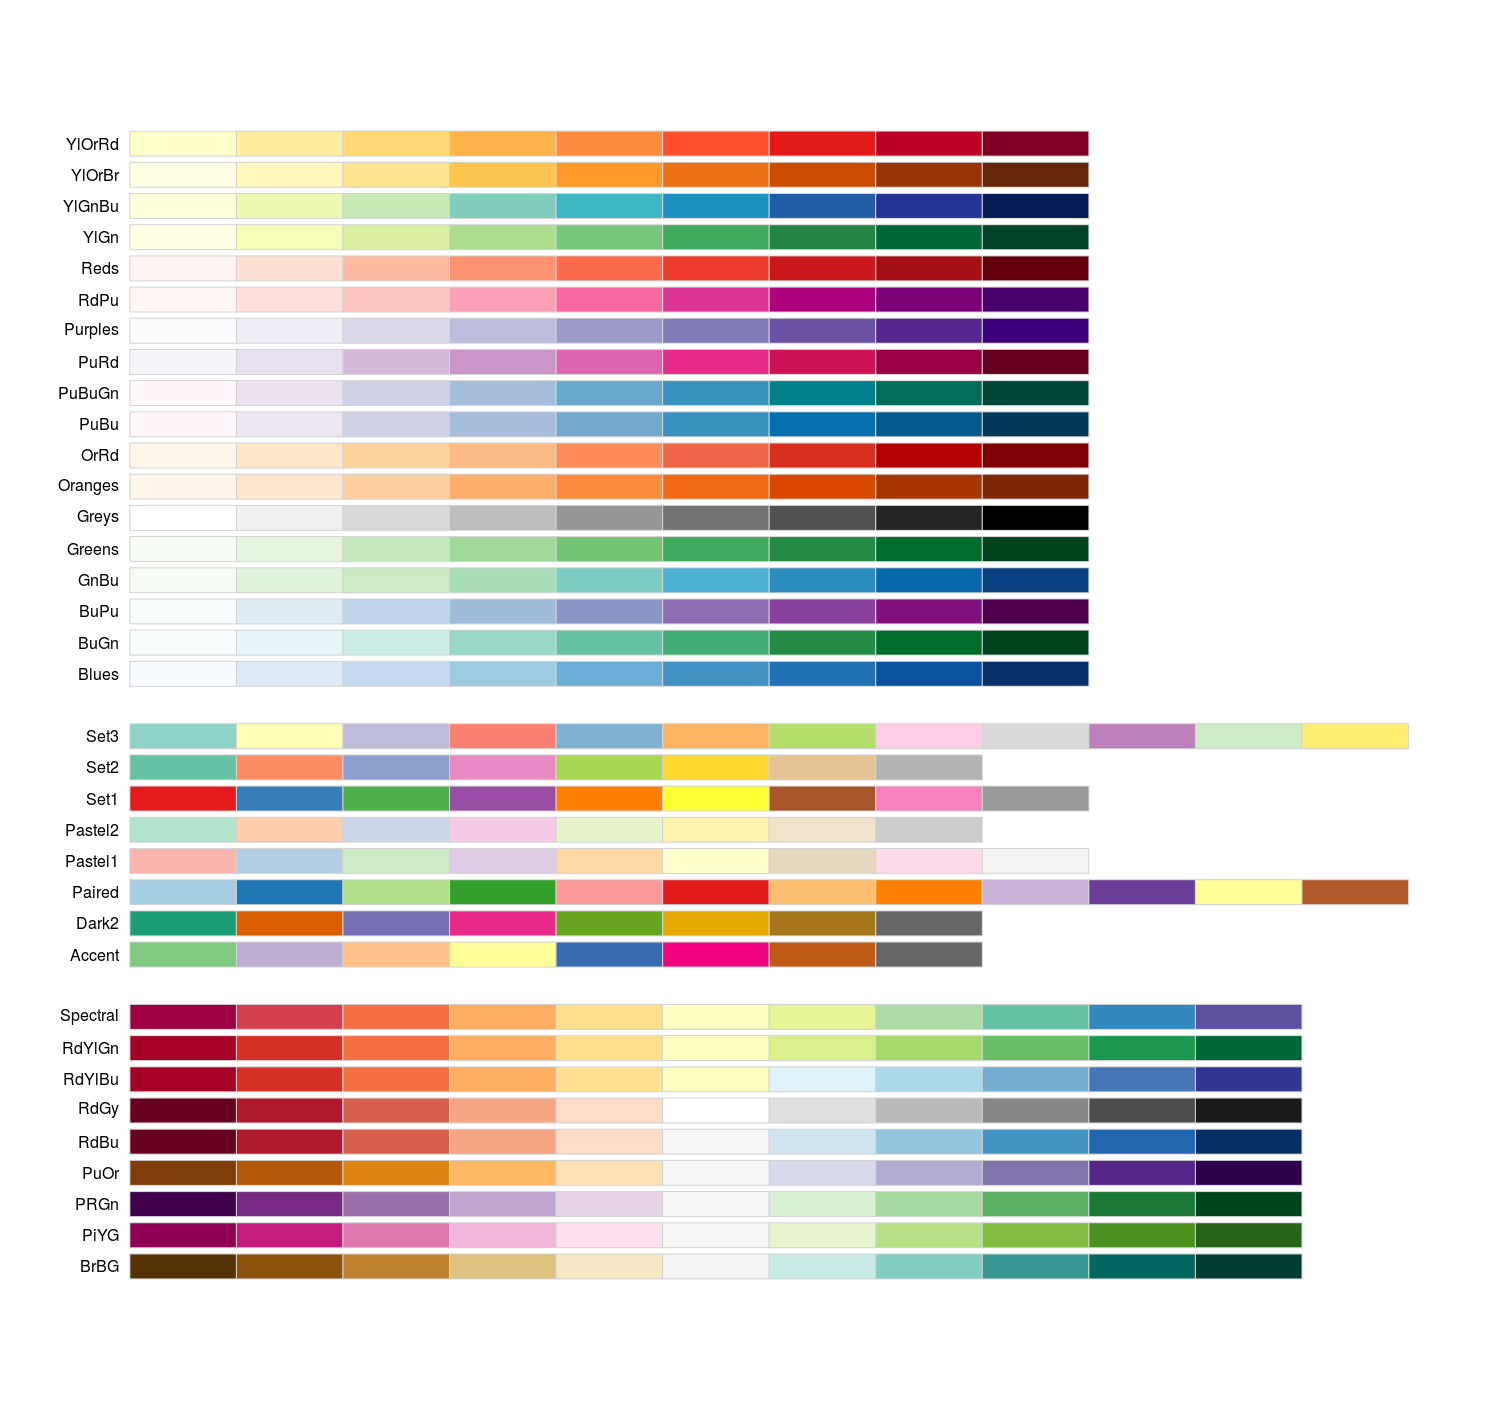 YlOrRd
YlOrBr
YlGnBu
YlGn
Reds
RdPu
Purples
PuRd
PuBuGn
PuBu
OrRd
Oranges
Greys
Greens
GnBu
BuPu
BuGn
Blues
Set3
Set2
Set1
Pastel2
Pastel1
Paired
Dark2
Accent
Spectral
RdYlGn
RdYlBu
RdGy
RdBu
PuOr
PRGn
PiYG
BrBG